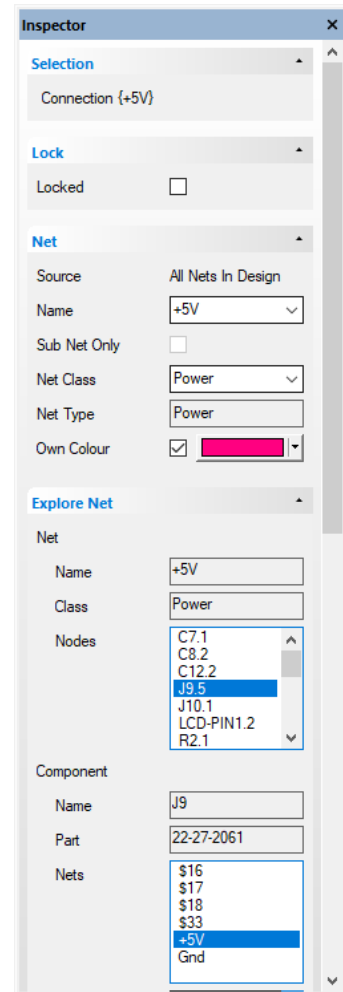 Inspector
Selection
Connection {+5V}
Lock
Locked
Net
Source All Nets In Design
Name +5V
Sub Net Only
Net Class Power
Net Type Power
Own Colour
Explore Net
Net
Name +5V
Class Power
Nodes C7.1
C8.2
C12.2
J9.5
J10.1
LCD-PIN1.2
R2.1
Component
Name J9
Part 22-27-2061
Nets $16
$17
$18
$33
+5V
Gnd